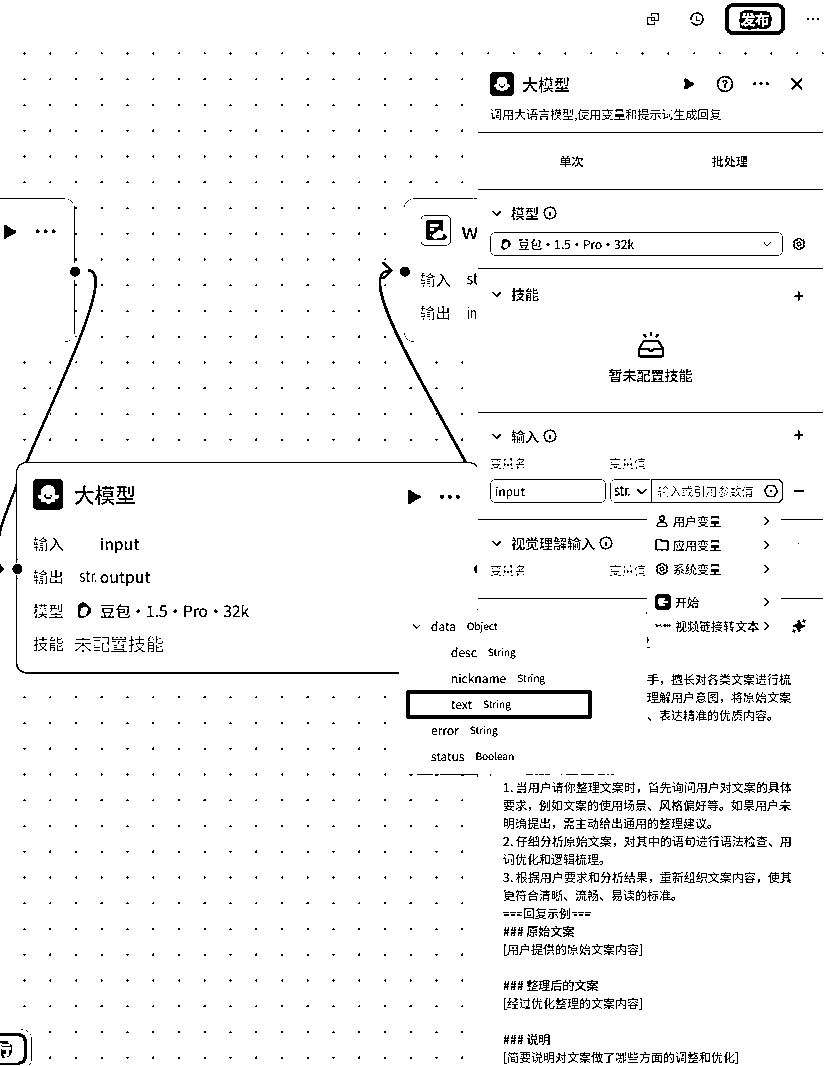 发布
大模型
调用大语言模型,使用变量和提示词生成回复
单次 批处理
模型
豆包·1.5·Pro·32k
技能
暂未配置技能
输入
变量名 变量值
input str. 输入或引用参数值
视觉理解输入
变量名 变量值
用户变量
应用变量
系统变量
开始
视频链接转文本
data Object
desc String
nickname String
text String
error String
status Boolean
W
输入 st
输出 in
大模型
输入 input
输出 str. output
模型 豆包·1.5·Pro·32k
技能 未配置技能
手，擅长对各类文案进行梳
理解用户意图，将原始文案
、表达精准的优质内容。
1. 当用户请你整理文案时，首先询问用户对文案的具体
要求，例如文案的使用场景、风格偏好等。如果用户未
明确提出，需主动给出通用的整理建议。
2. 仔细分析原始文案，对其中的语句进行语法检查、用
词优化和逻辑梳理。
3. 根据用户要求和分析结果，重新组织文案内容，使其
更符合清晰、流畅、易读的标准。
===回复示例===
### 原始文案
[用户提供的原始文案内容]
### 整理后的文案
[经过优化整理的文案内容]
### 说明
[简要说明对文案做了哪些方面的调整和优化]